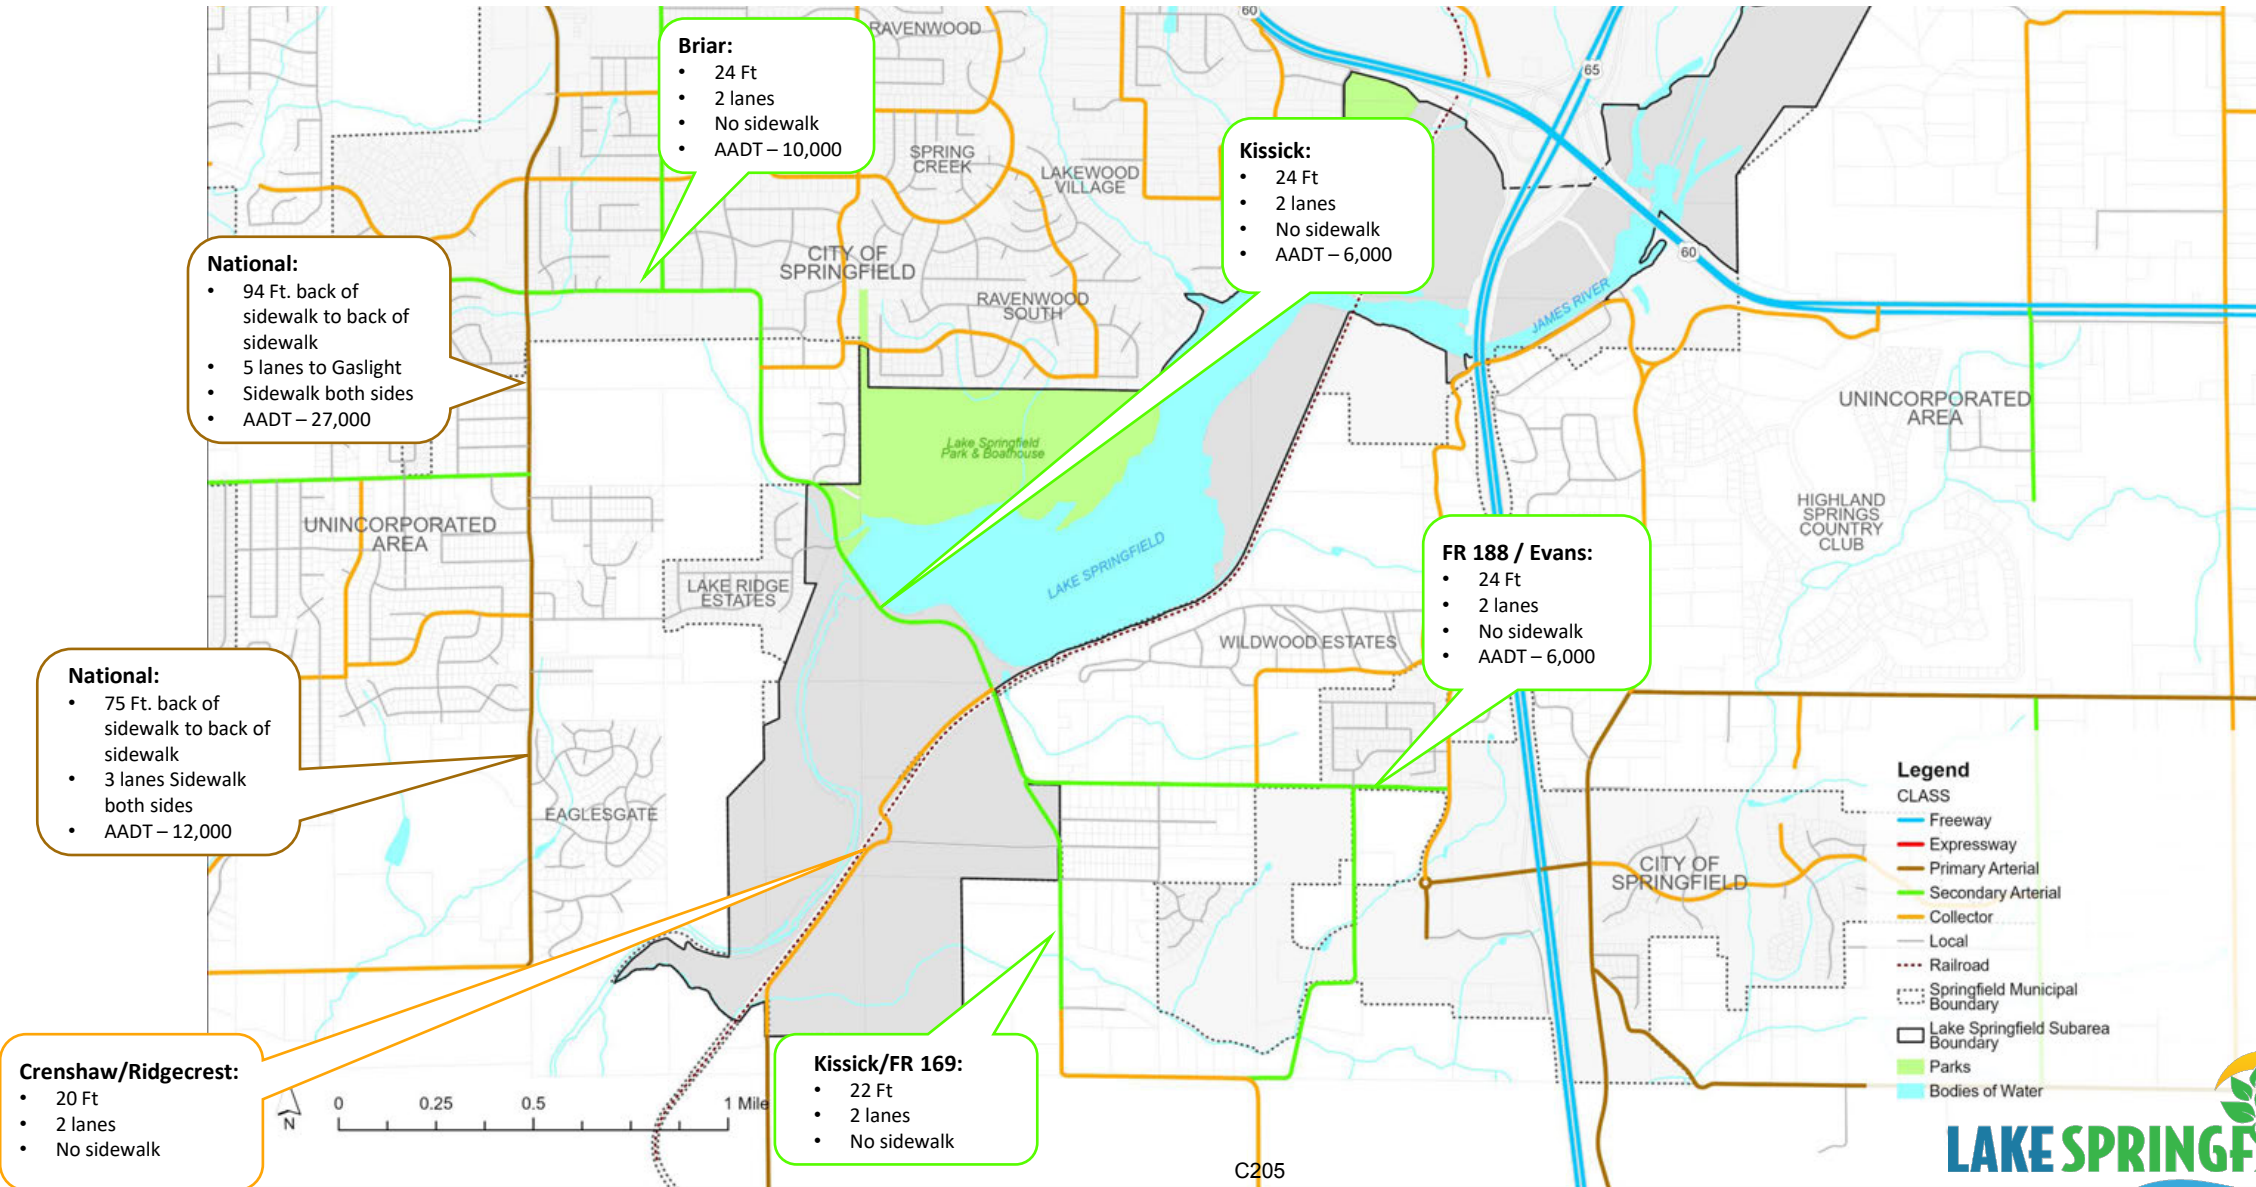 60
RAVENWOOD
Briar:
• 24 Ft
• 2 lanes
• No sidewalk
• AADT – 10,000
65
SPRING
CREEK
LAKEWOOD
VILLAGE
Kissick:
• 24 Ft
• 2 lanes
• No sidewalk
• AADT – 6,000
CITY OF
SPRINGFIELD
60
National:
• 94 Ft. back of
sidewalk to back of
sidewalk
• 5 lanes to Gaslight
• Sidewalk both sides
• AADT – 27,000
RAVENWOOD
SOUTH
JAMES RIVER
UNINCORPORATED
AREA
Lake Springfield
Park & Boathouse
UNINCORPORATED
AREA
HIGHLAND
SPRINGS
COUNTRY
CLUB
LAKE SPRINGFIELD
FR 188 / Evans:
• 24 Ft
• 2 lanes
• No sidewalk
• AADT – 6,000
LAKE RIDGE
ESTATES
WILDWOOD ESTATES
National:
• 75 Ft. back of
sidewalk to back of
sidewalk
• 3 lanes Sidewalk
both sides
• AADT – 12,000
EAGLESGATE
CITY OF
SPRINGFIELD
Legend
CLASS
Freeway
Expressway
Primary Arterial
Secondary Arterial
Collector
Local
Railroad
Springfield Municipal
Boundary
Lake Springfield Subarea
Boundary
Parks
Bodies of Water
Crenshaw/Ridgecrest:
• 20 Ft
• 2 lanes
• No sidewalk
N
0 0.25 0.5 1 Mile
Kissick/FR 169:
• 22 Ft
• 2 lanes
• No sidewalk
C205
LAKE SPRINGF